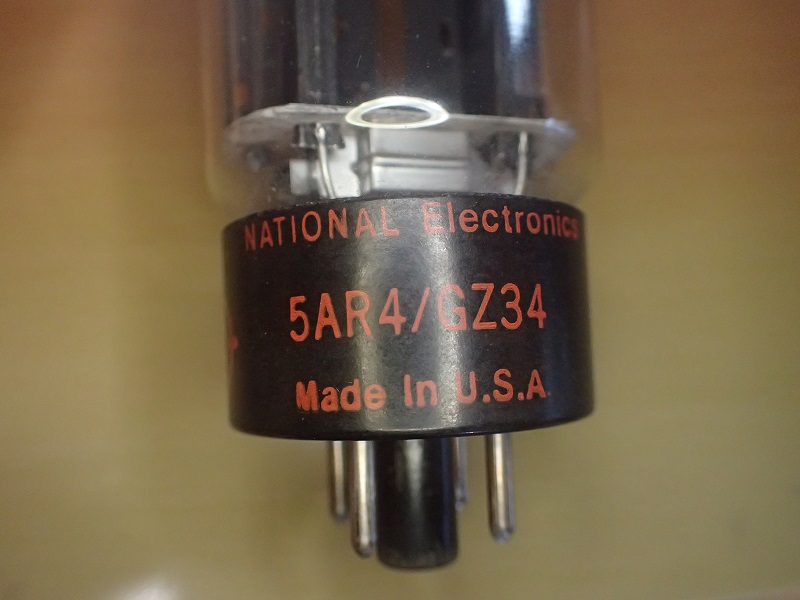 NATIONAL Electronics
5AR4/GZ34
Made In U.S.A.